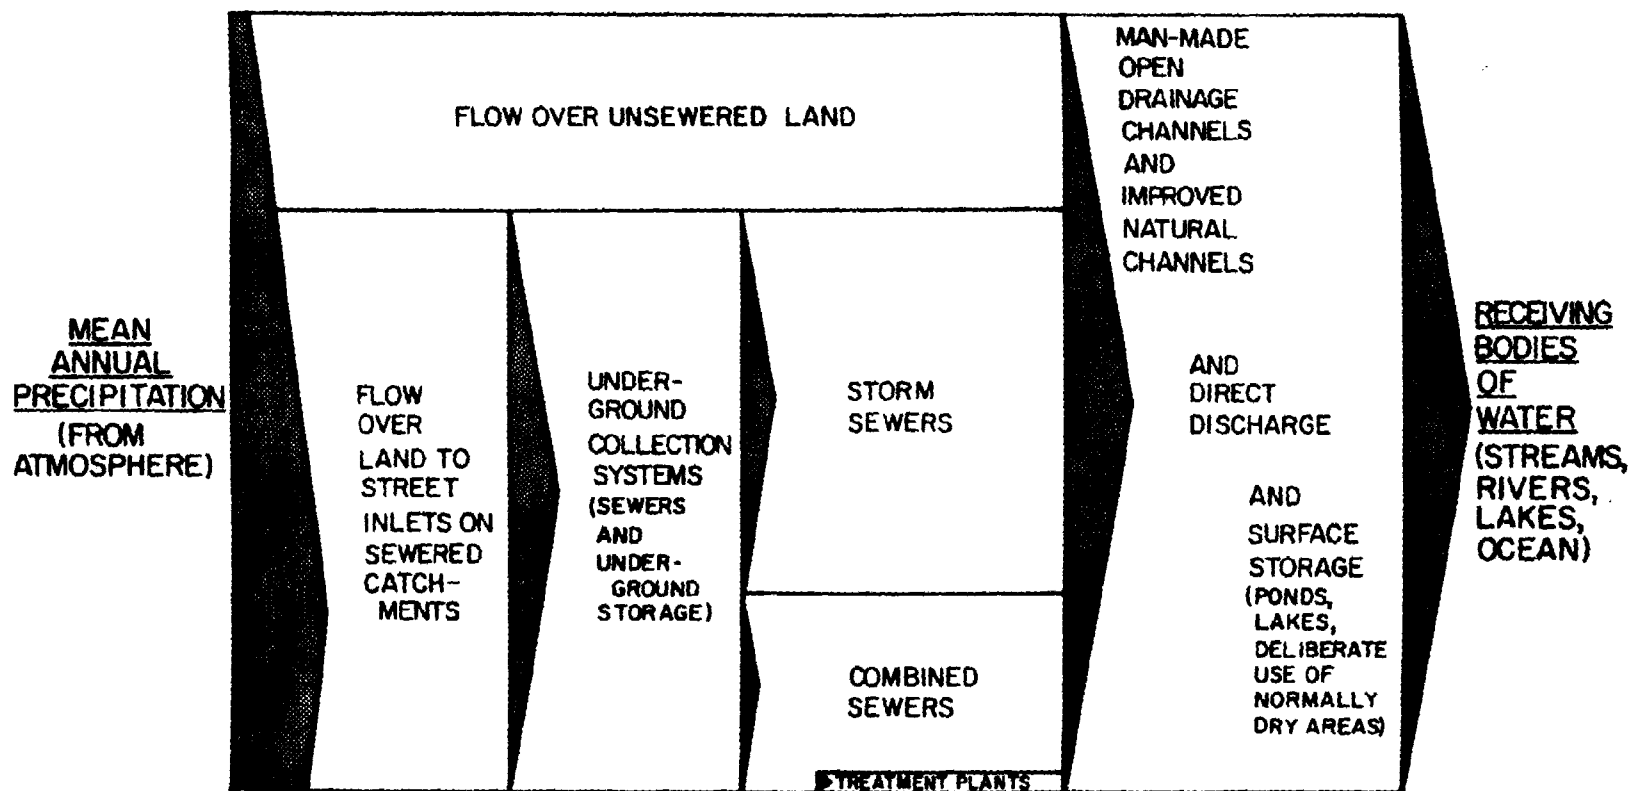 MEAN
ANNUAL
PRECIPITATION
(FROM
ATMOSPHERE)
FLOW OVER UNSEWERED LAND
FLOW
OVER
LAND TO
STREET
INLETS ON
SEWERED
CATCH-
MENTS
UNDER-
GROUND
COLLECTION
SYSTEMS
(SEWERS
AND
UNDER-
GROUND
STORAGE)
STORM
SEWERS
COMBINED
SEWERS
TREATMENT PLANTS
MAN-MADE
OPEN
DRAINAGE
CHANNELS
AND
IMPROVED
NATURAL
CHANNELS
AND
DIRECT
DISCHARGE
AND
SURFACE
STORAGE
(PONDS,
LAKES,
DELIBERATE
USE OF
NORMALLY
DRY AREAS)
RECEIVING
BODIES
OF
WATER
(STREAMS,
RIVERS,
LAKES,
OCEAN)